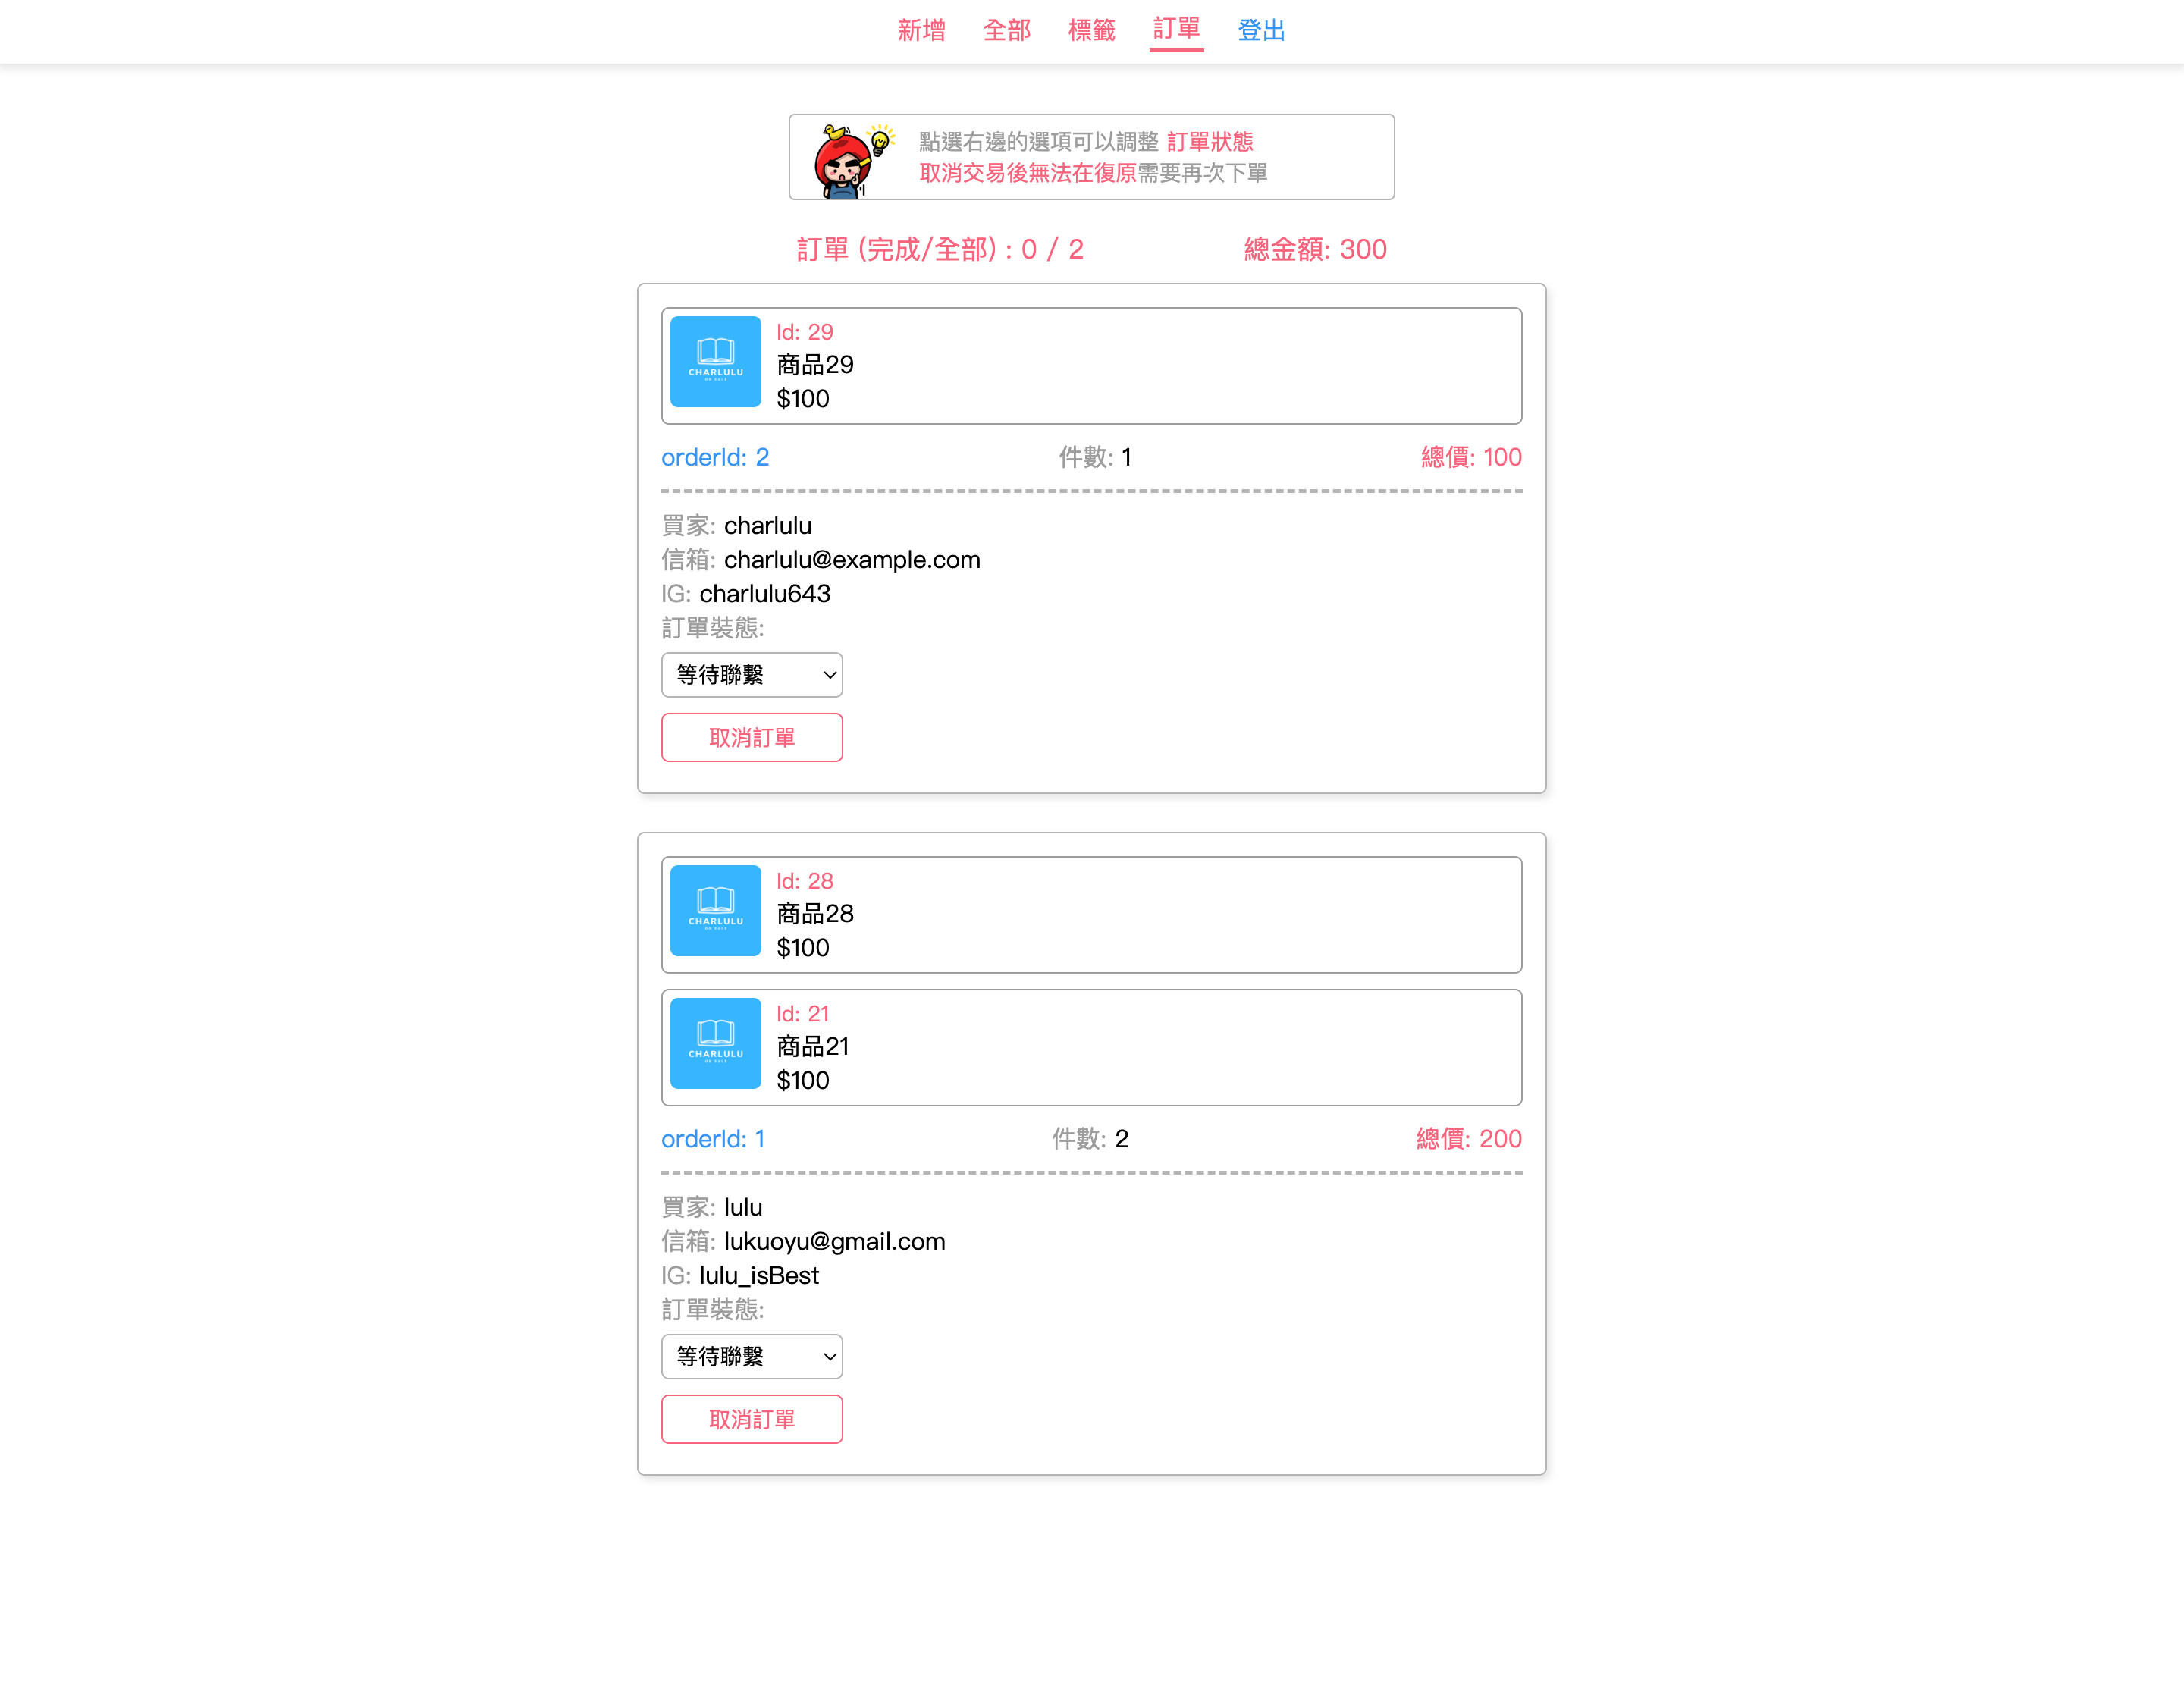 新增 全部 標籤 訂單 登出
點選右邊的選項可以調整 訂單狀態
取消交易後無法在復原需要再次下單
訂單 (完成/全部) : 0 / 2 總金額: 300
CHARLULU
ON SALE
Id: 29
商品29
$100
orderId: 2 件數: 1 總價: 100
買家: charlulu
信箱: charlulu@example.com
IG: charlulu643
訂單裝態:
等待聯繫
取消訂單
CHARLULU
ON SALE
Id: 28
商品28
$100
CHARLULU
ON SALE
Id: 21
商品21
$100
orderId: 1 件數: 2 總價: 200
買家: lulu
信箱: lukuoyu@gmail.com
IG: lulu_isBest
訂單裝態:
等待聯繫
取消訂單